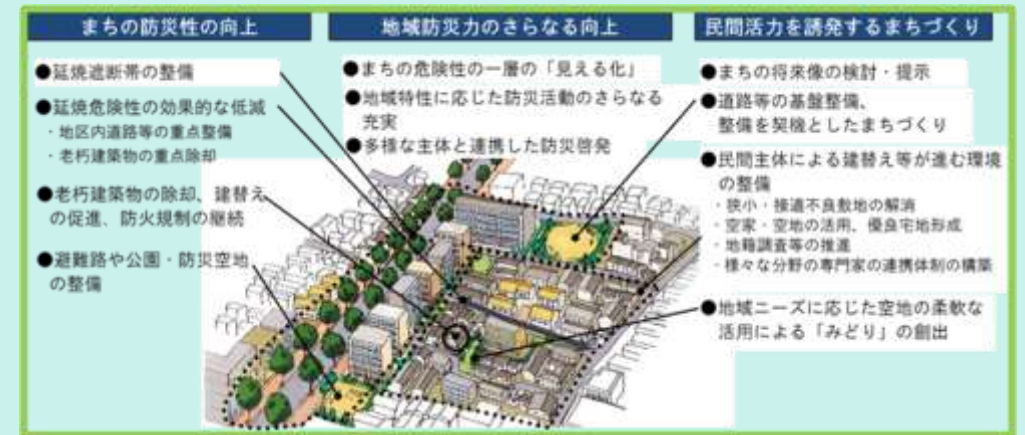 まちの防災性の向上
●延焼遮断帯の整備
●延焼危険性の効果的な低減
・地区内道路等の重点整備
・老朽建築物の重点除却
●老朽建築物の除却、建替え
の促進、防火規制の継続
●避難路や公園・防災空地
の整備
地域防災力のさらなる向上
●まちの危険性の一層の「見える化」
●地域特性に応じた防災活動のさらなる
充実
●多様な主体と連携した防災啓発
民間活力を誘発するまちづくり
●まちの将来像の検討・提示
●道路等の基盤整備、
整備を契機としたまちづくり
●民間主体による建替え等が進む環境
の整備
・狭小・接道不良敷地の解消
・空家・空地の活用、優良宅地形成
・地籍調査等の推進
・様々な分野の専門家の連携体制の構築
●地域ニーズに応じた空地の柔軟な
活用による「みどり」の創出